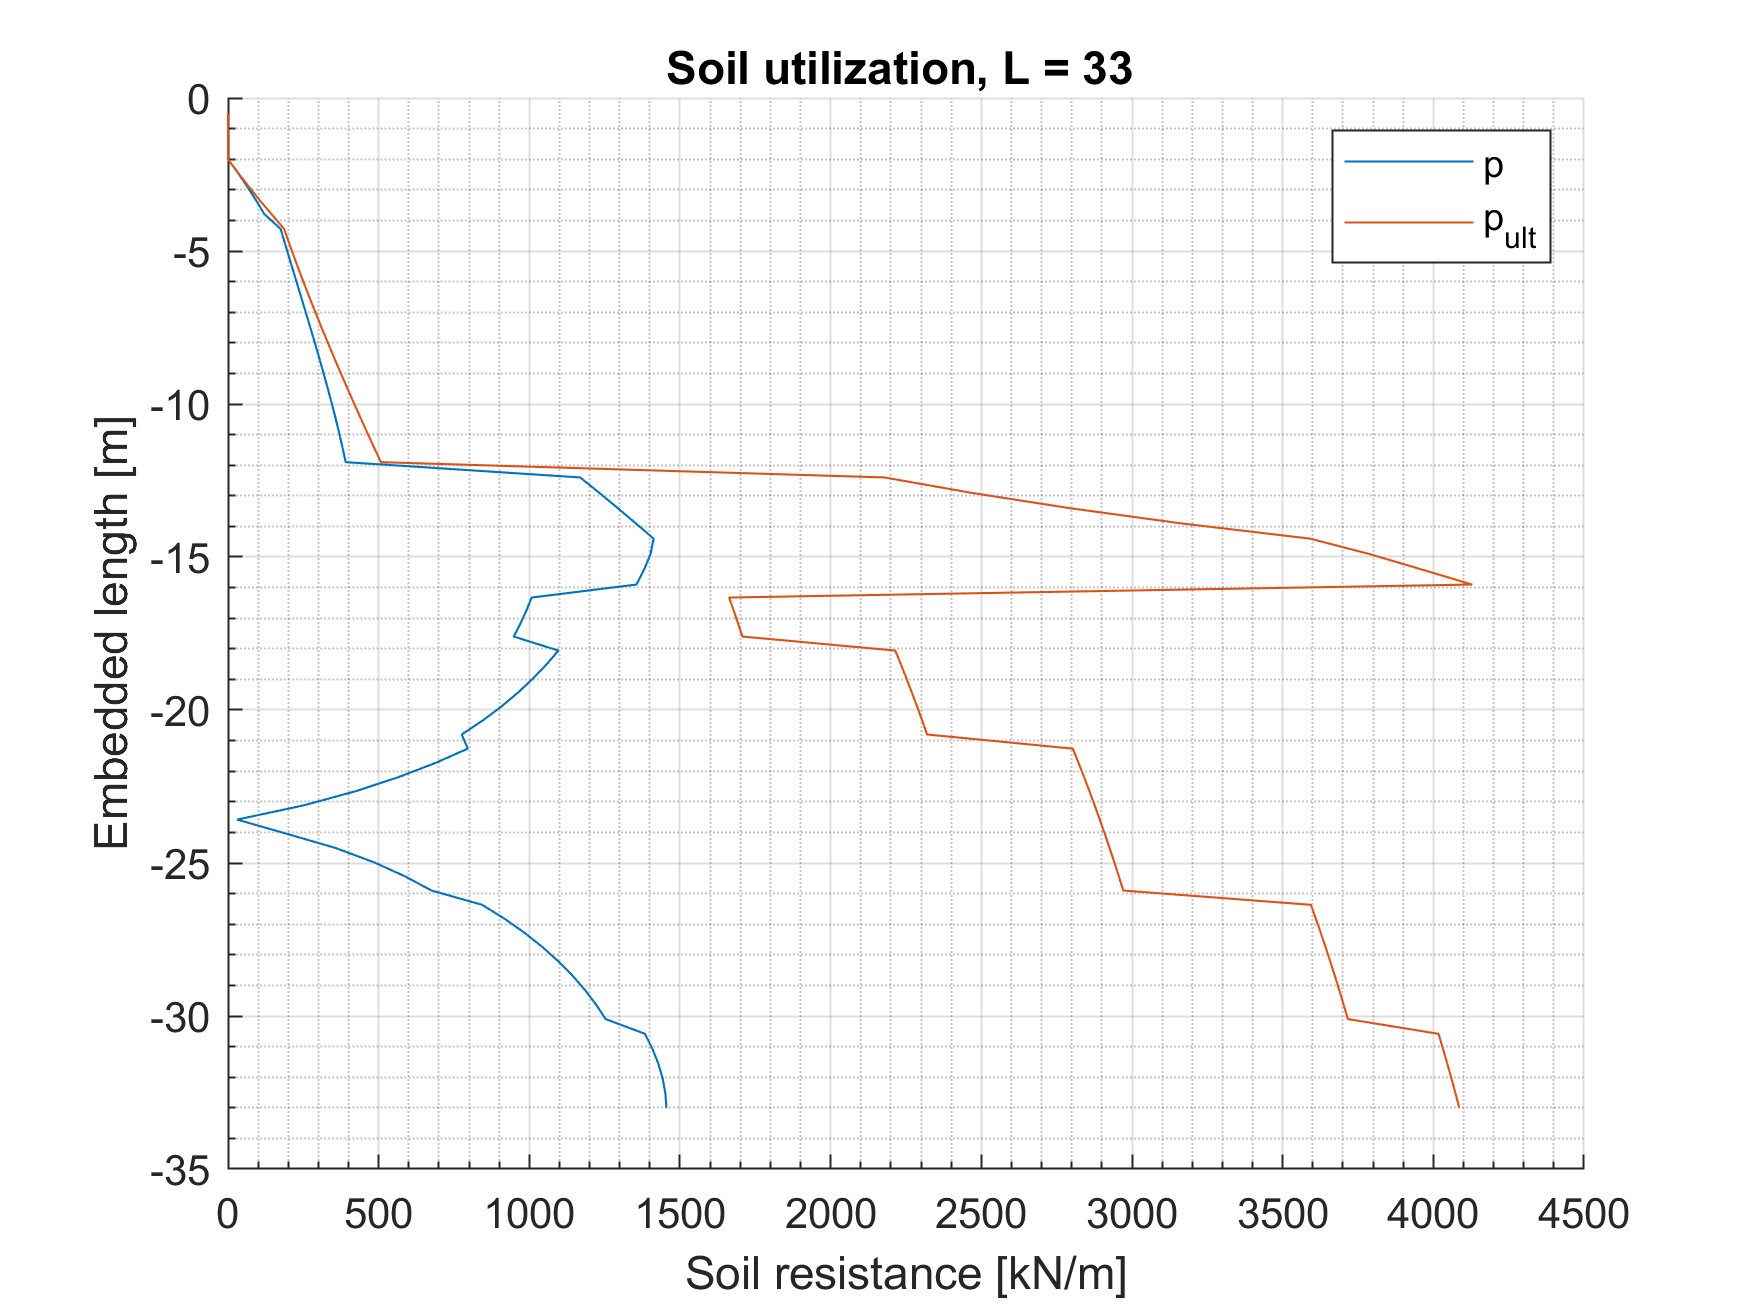 Soil utilization, L = 33
0
-5
-10
-15
-20
-25
-30
-35
Embedded length [m]
p
p_ult
0 500 1000 1500 2000 2500 3000 3500 4000 4500
Soil resistance [kN/m]